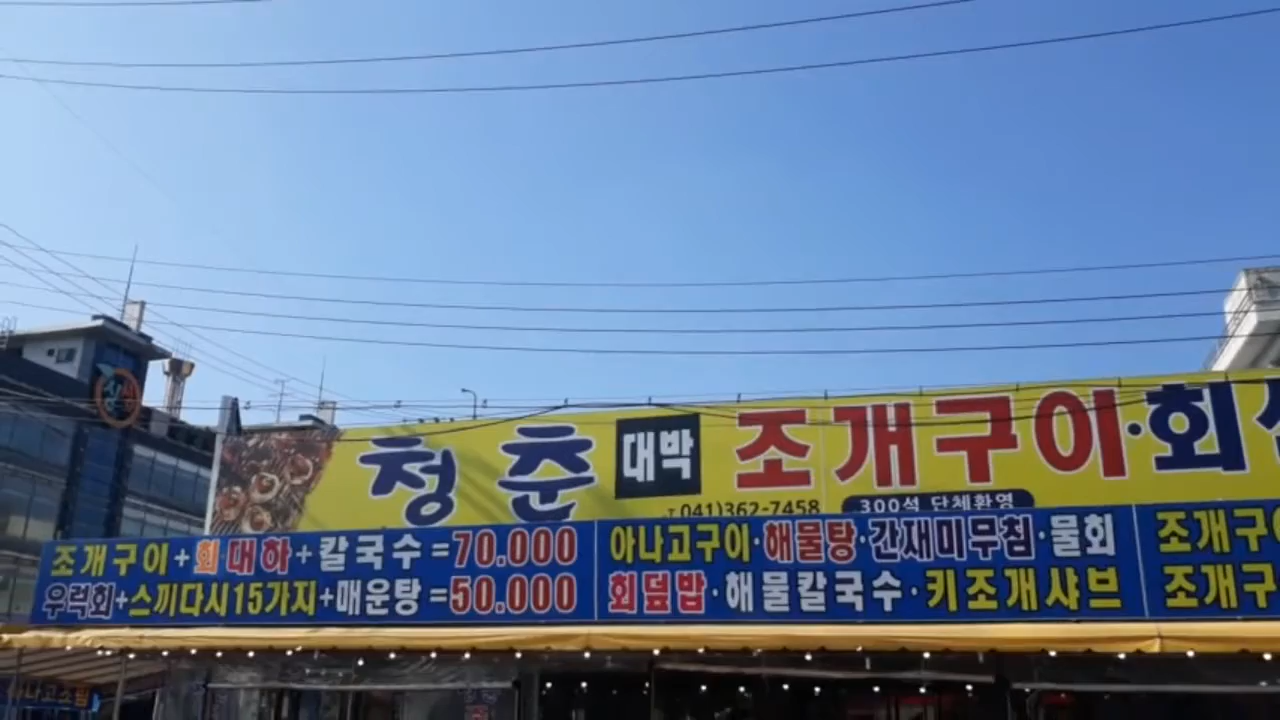 청춘 대박 조개구이·회
T.041)362-7458 300석 단체환영
조개구이+회대하+칼국수=70.000
우럭회+스끼다시15가지+매운탕=50.000
아나고구이·해물탕·간재미무침·물회
회덮밥·해물칼국수·키조개샤브
조개구
조개구